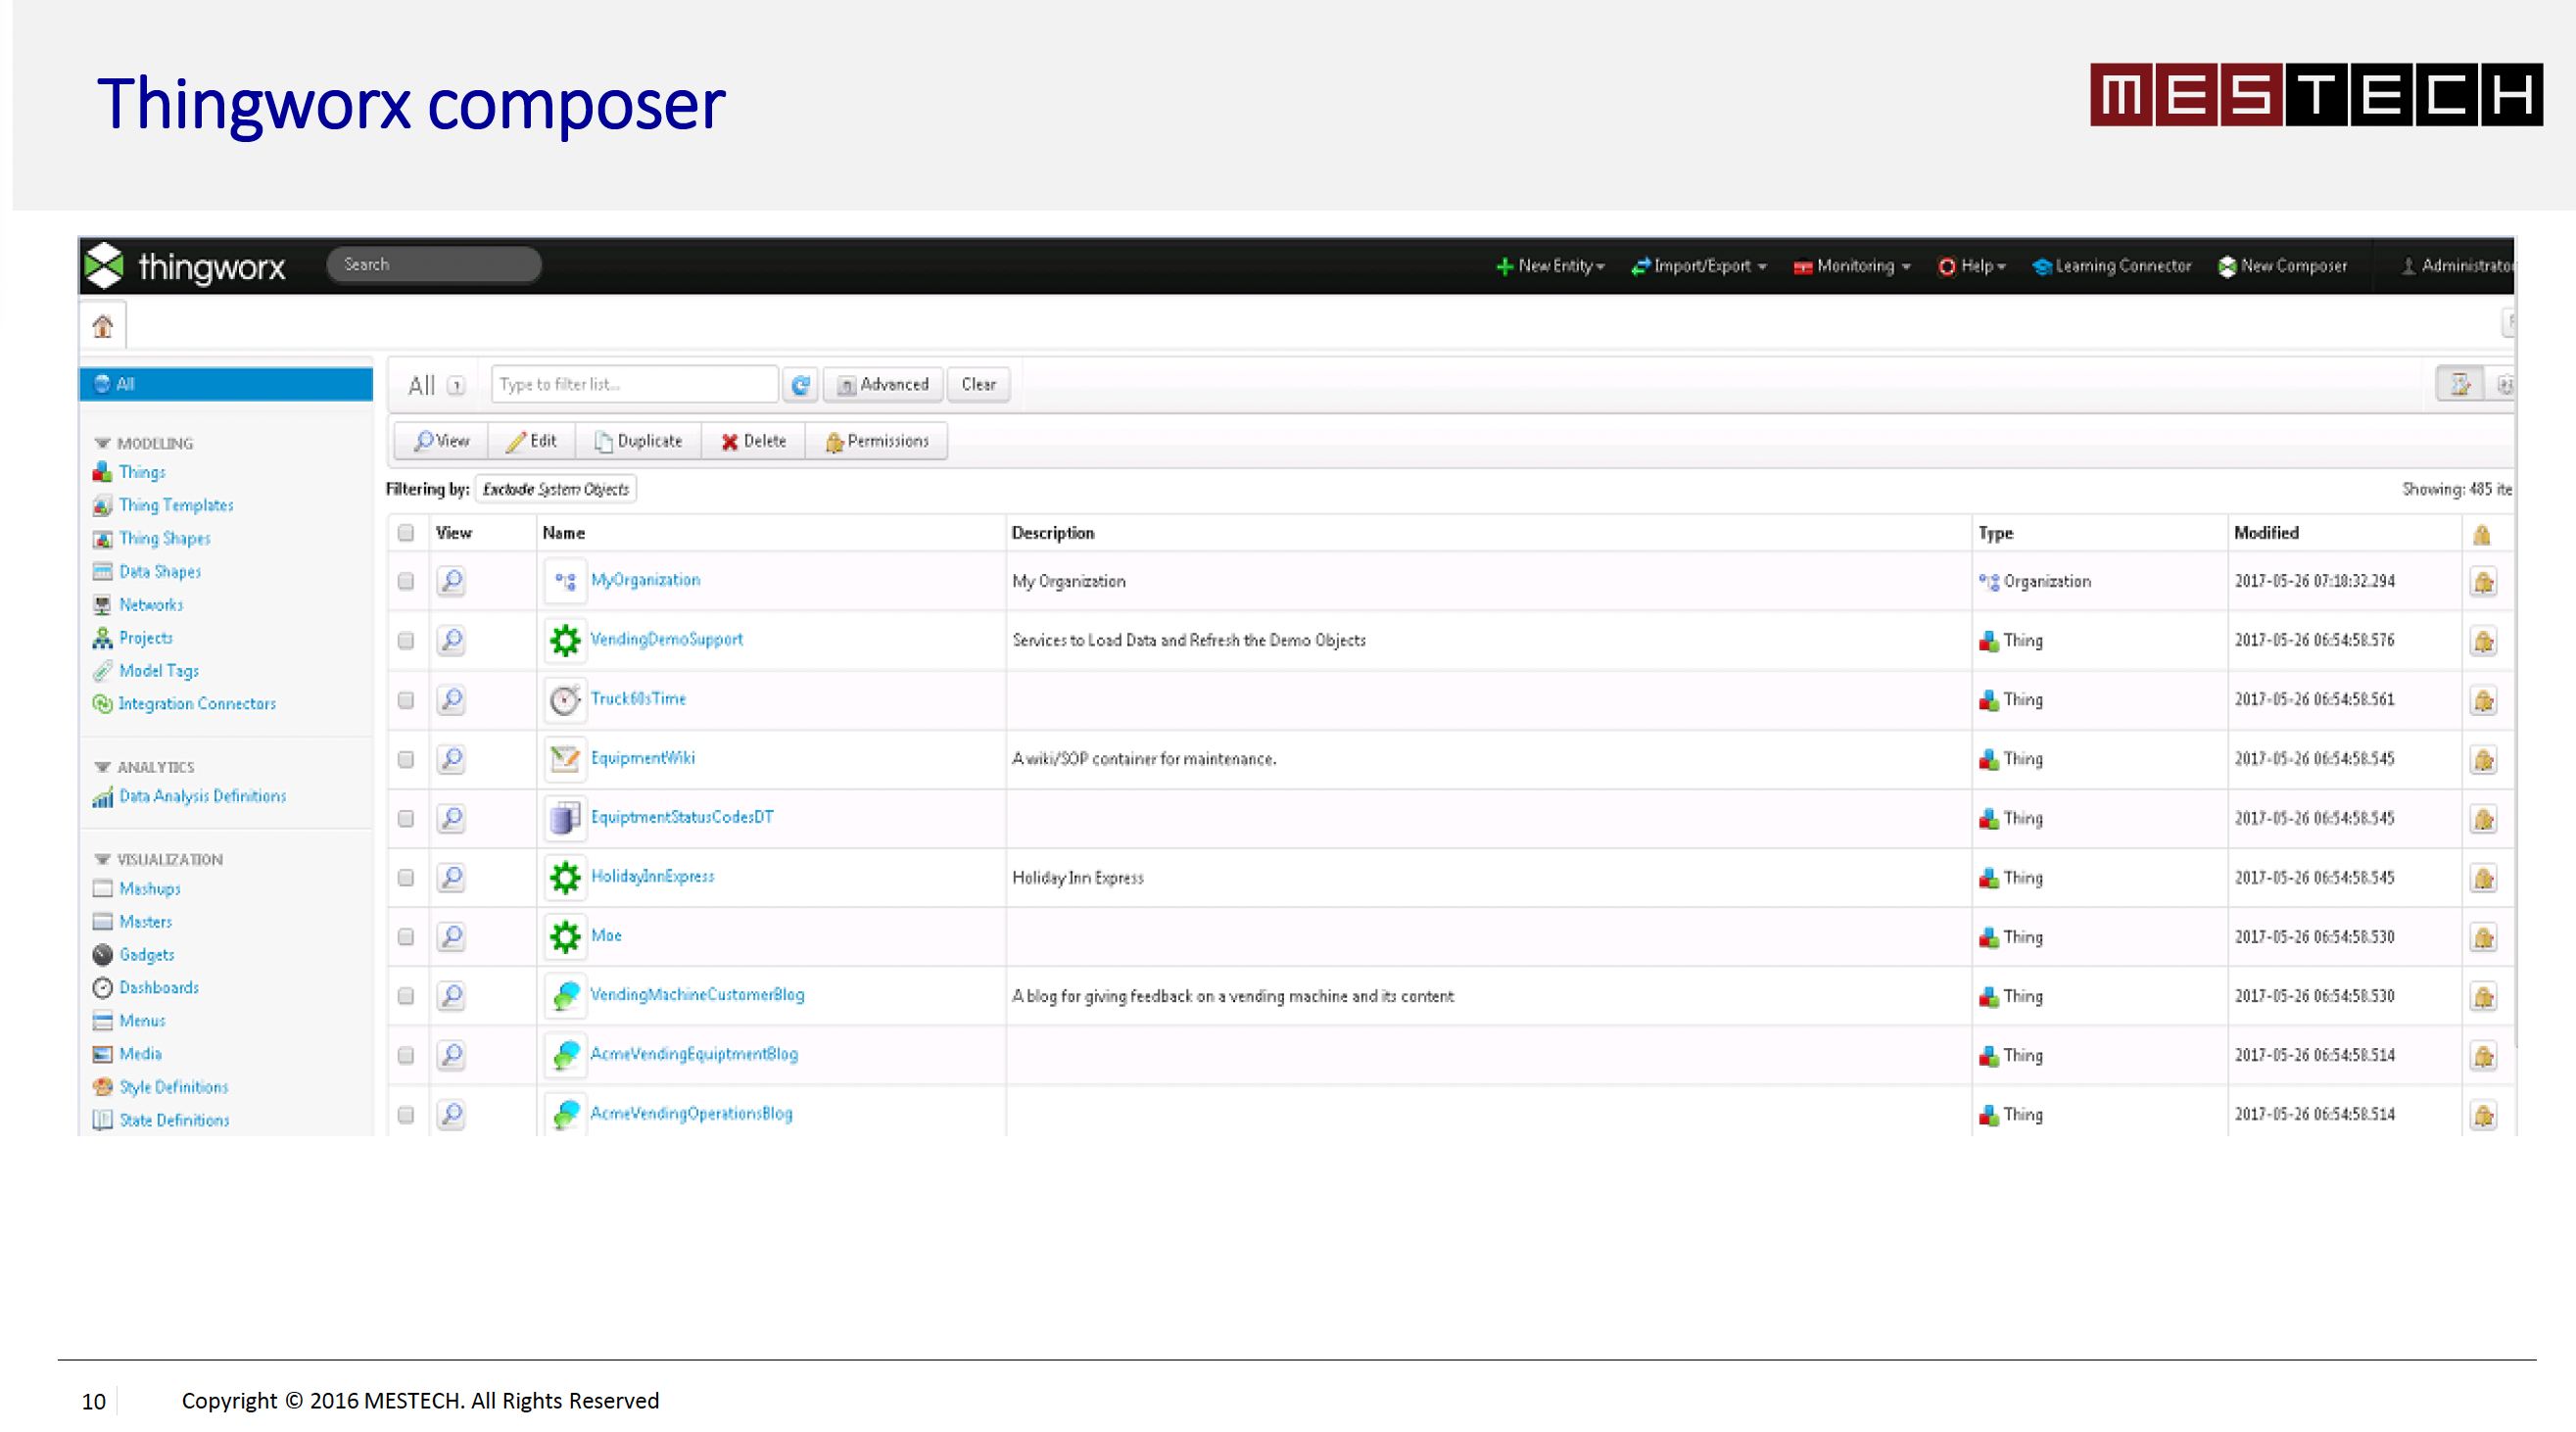 Thingworx composer
MESTECH
thingworx
Search
New Entity
Import/Export
Monitoring
Help
Learning Connector
New Composer
Administrator
All
All
Type to filter list...
Advanced
Clear
View
Edit
Duplicate
Delete
Permissions
Filtering by: Exclude System Objects
Showing: 485 ite
MODELING
Things
Thing Templates
Thing Shapes
Data Shapes
Networks
Projects
Model Tags
Integration Connectors
ANALYTICS
Data Analysis Definitions
VISUALIZATION
Mashups
Masters
Gadgets
Dashboards
Menus
Media
Style Definitions
State Definitions
View Name Description Type Modified
MyOrganization My Organization Organization 2017-05-26 07:18:32.294
VendingDemoSupport Services to Load Data and Refresh the Demo Objects Thing 2017-05-26 06:54:58.576
Truck60sTime Thing 2017-05-26 06:54:58.561
EquipmentWiki A wiki/SOP container for maintenance. Thing 2017-05-26 06:54:58.545
EquiptmentStatusCodesDT Thing 2017-05-26 06:54:58.545
HolidayInnExpress Holiday Inn Express Thing 2017-05-26 06:54:58.545
Moe Thing 2017-05-26 06:54:58.530
VendingMachineCustomerBlog A blog for giving feedback on a vending machine and its content Thing 2017-05-26 06:54:58.530
AcmeVendingEquiptmentBlog Thing 2017-05-26 06:54:58.514
AcmeVendingOperationsBlog Thing 2017-05-26 06:54:58.514
10
Copyright © 2016 MESTECH. All Rights Reserved